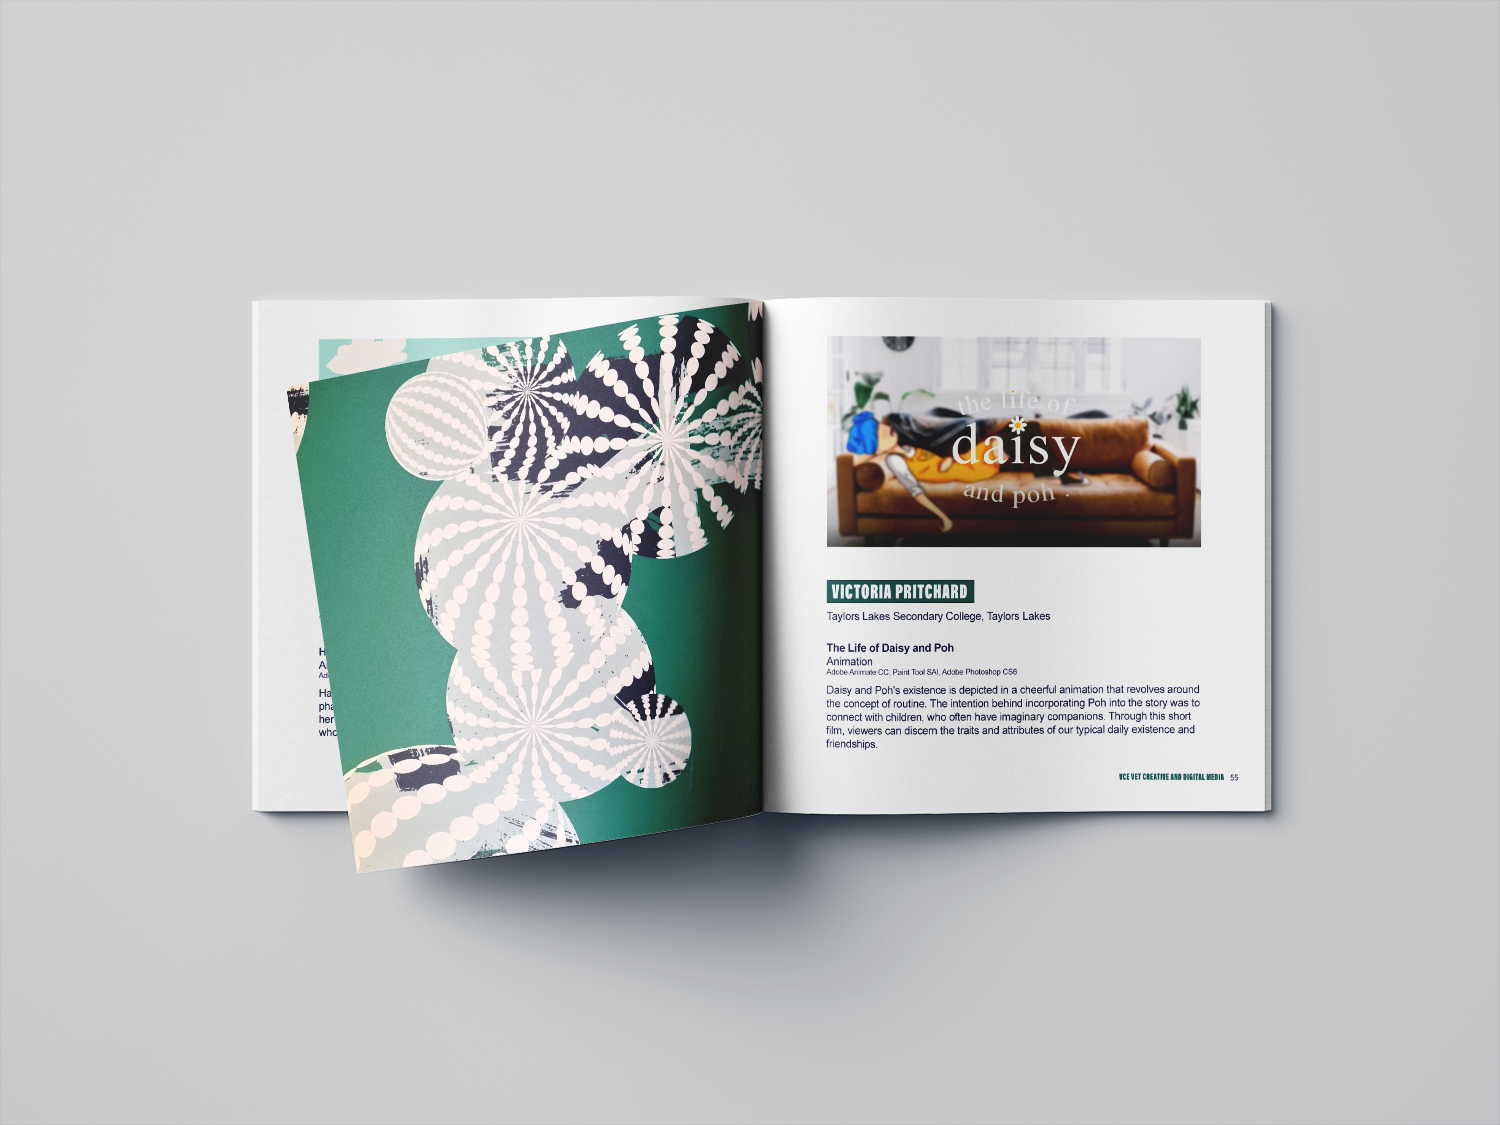 H
A
Ad
Ha
pha
her
who
the life of
daisy
and poh
VICTORIA PRITCHARD
Taylors Lakes Secondary College, Taylors Lakes
The Life of Daisy and Poh
Animation
Adobe Animate CC, Paint Tool SAI, Adobe Photoshop CS6
Daisy and Poh's existence is depicted in a cheerful animation that revolves around
the concept of routine. The intention behind incorporating Poh into the story was to
connect with children, who often have imaginary companions. Through this short
film, viewers can discern the traits and attributes of our typical daily existence and
friendships.
VCE VET CREATIVE AND DIGITAL MEDIA 55